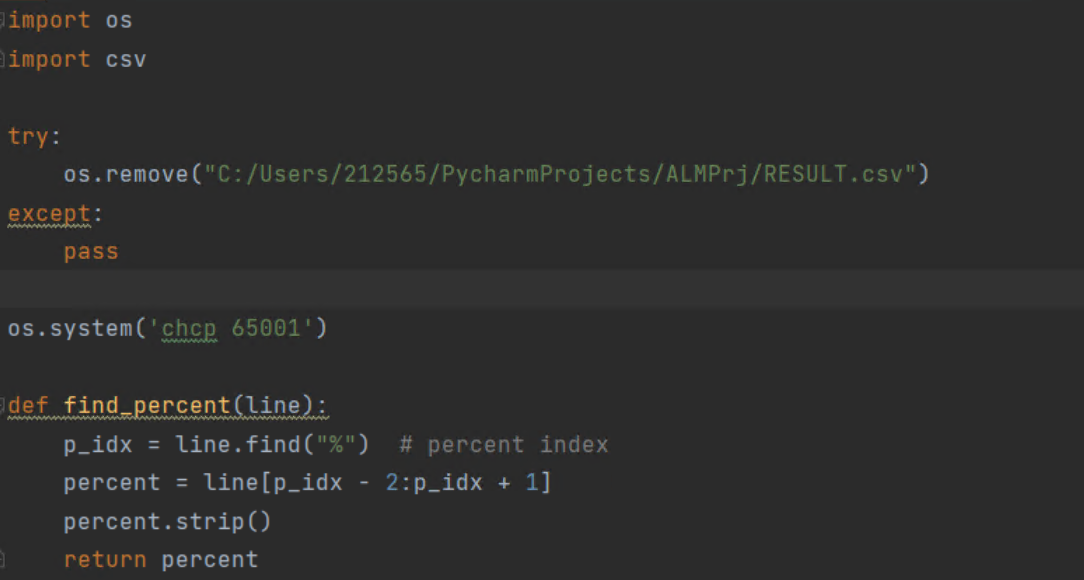 import os
import csv
try:
    os.remove("C:/Users/212565/PycharmProjects/ALMPrj/RESULT.csv")
except:
    pass
os.system('chcp 65001')
def find_percent(line):
    p_idx = line.find("%")  # percent index
    percent = line[p_idx - 2:p_idx + 1]
    percent.strip()
    return percent